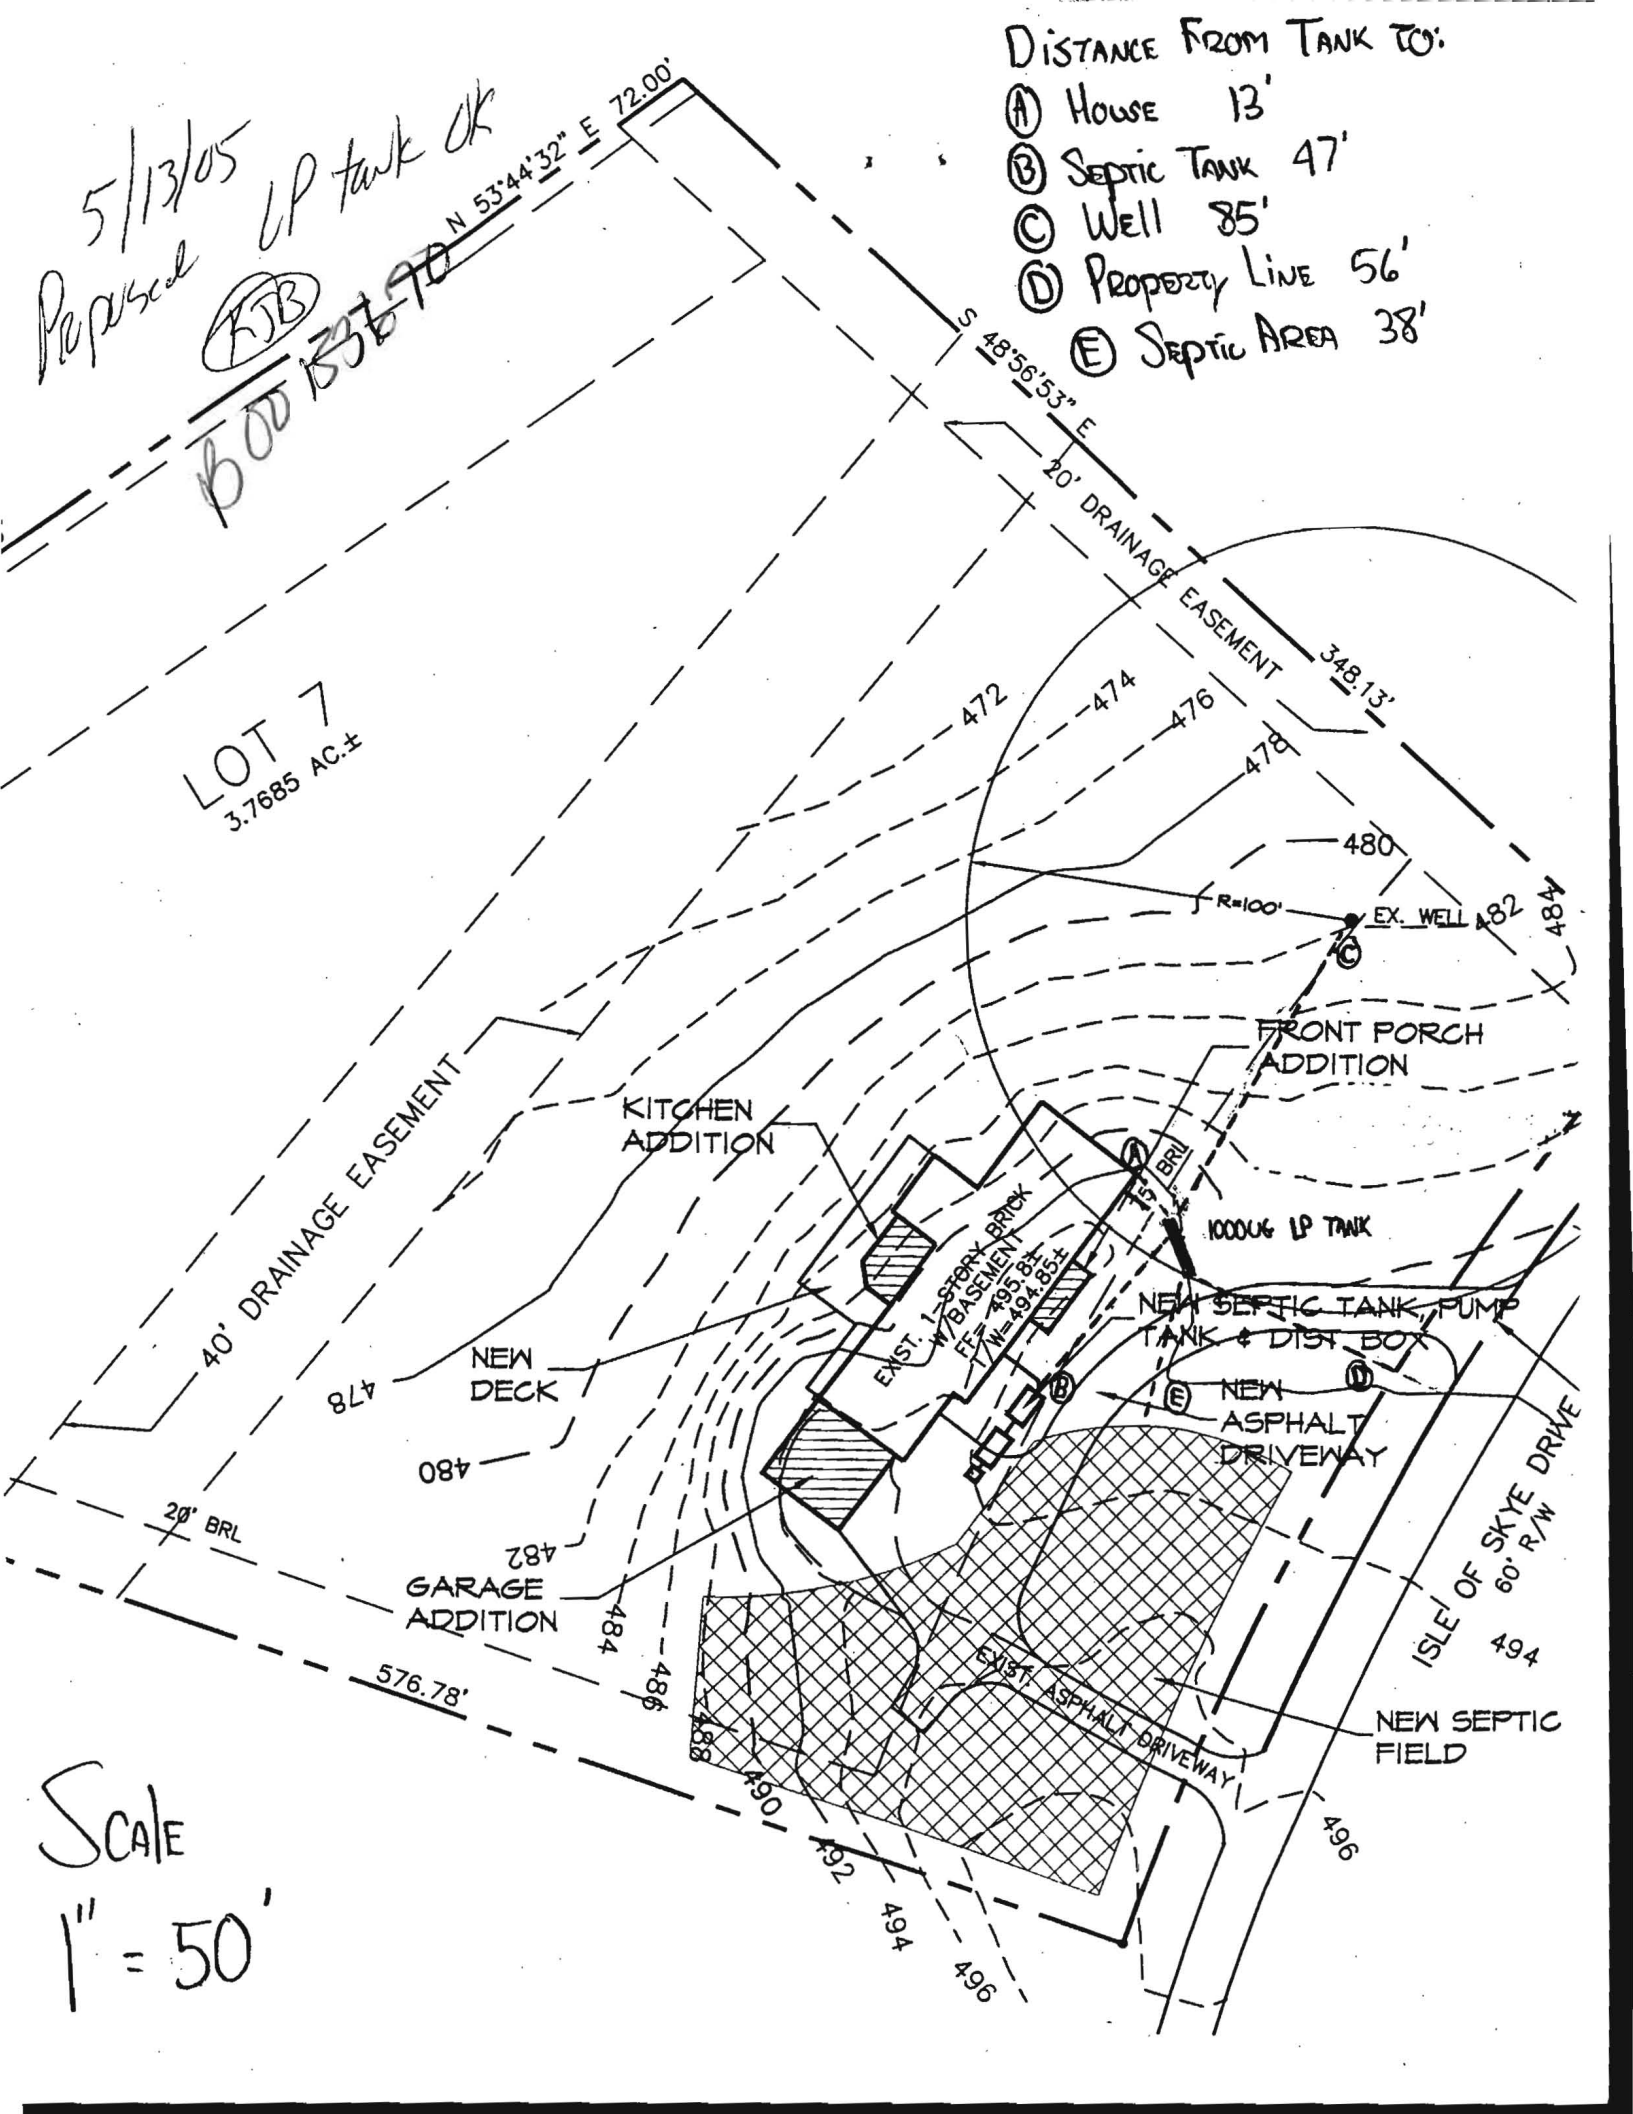 DISTANCE FROM TANK TO:
Ⓐ HOUSE 13'
Ⓑ SEPTIC TANK 47'
Ⓒ WELL 85'
Ⓓ PROPERTY LINE 56'
Ⓔ SEPTIC AREA 38'
5/13/05
Proposed LP tank OK
RJB
N 53°44'32" E 72.00'
S 48°56'53" E
348.13'
20' DRAINAGE EASEMENT
LOT 7
3.7685 AC.±
472
474
476
478
480
482
484
R=100'
EX. WELL
C
FRONT PORCH
ADDITION
KITCHEN
ADDITION
A
15' BRL
1000UG LP TANK
EXIST. 1-STORY BRICK
W/BASEMENT
FF= 495.8±
T/W=494.85±
NEW SEPTIC TANK, PUMP
TANK & DIST. BOX
40' DRAINAGE EASEMENT
NEW
DECK
B
E
D
NEW
ASPHALT
DRIVEWAY
478
480
482
484
486
488
490
492
494
496
20' BRL
GARAGE
ADDITION
576.78'
EXIST. ASPHALT DRIVEWAY
ISLE OF SKYE DRIVE
60' R/W
494
496
NEW SEPTIC
FIELD
SCALE
1" = 50'